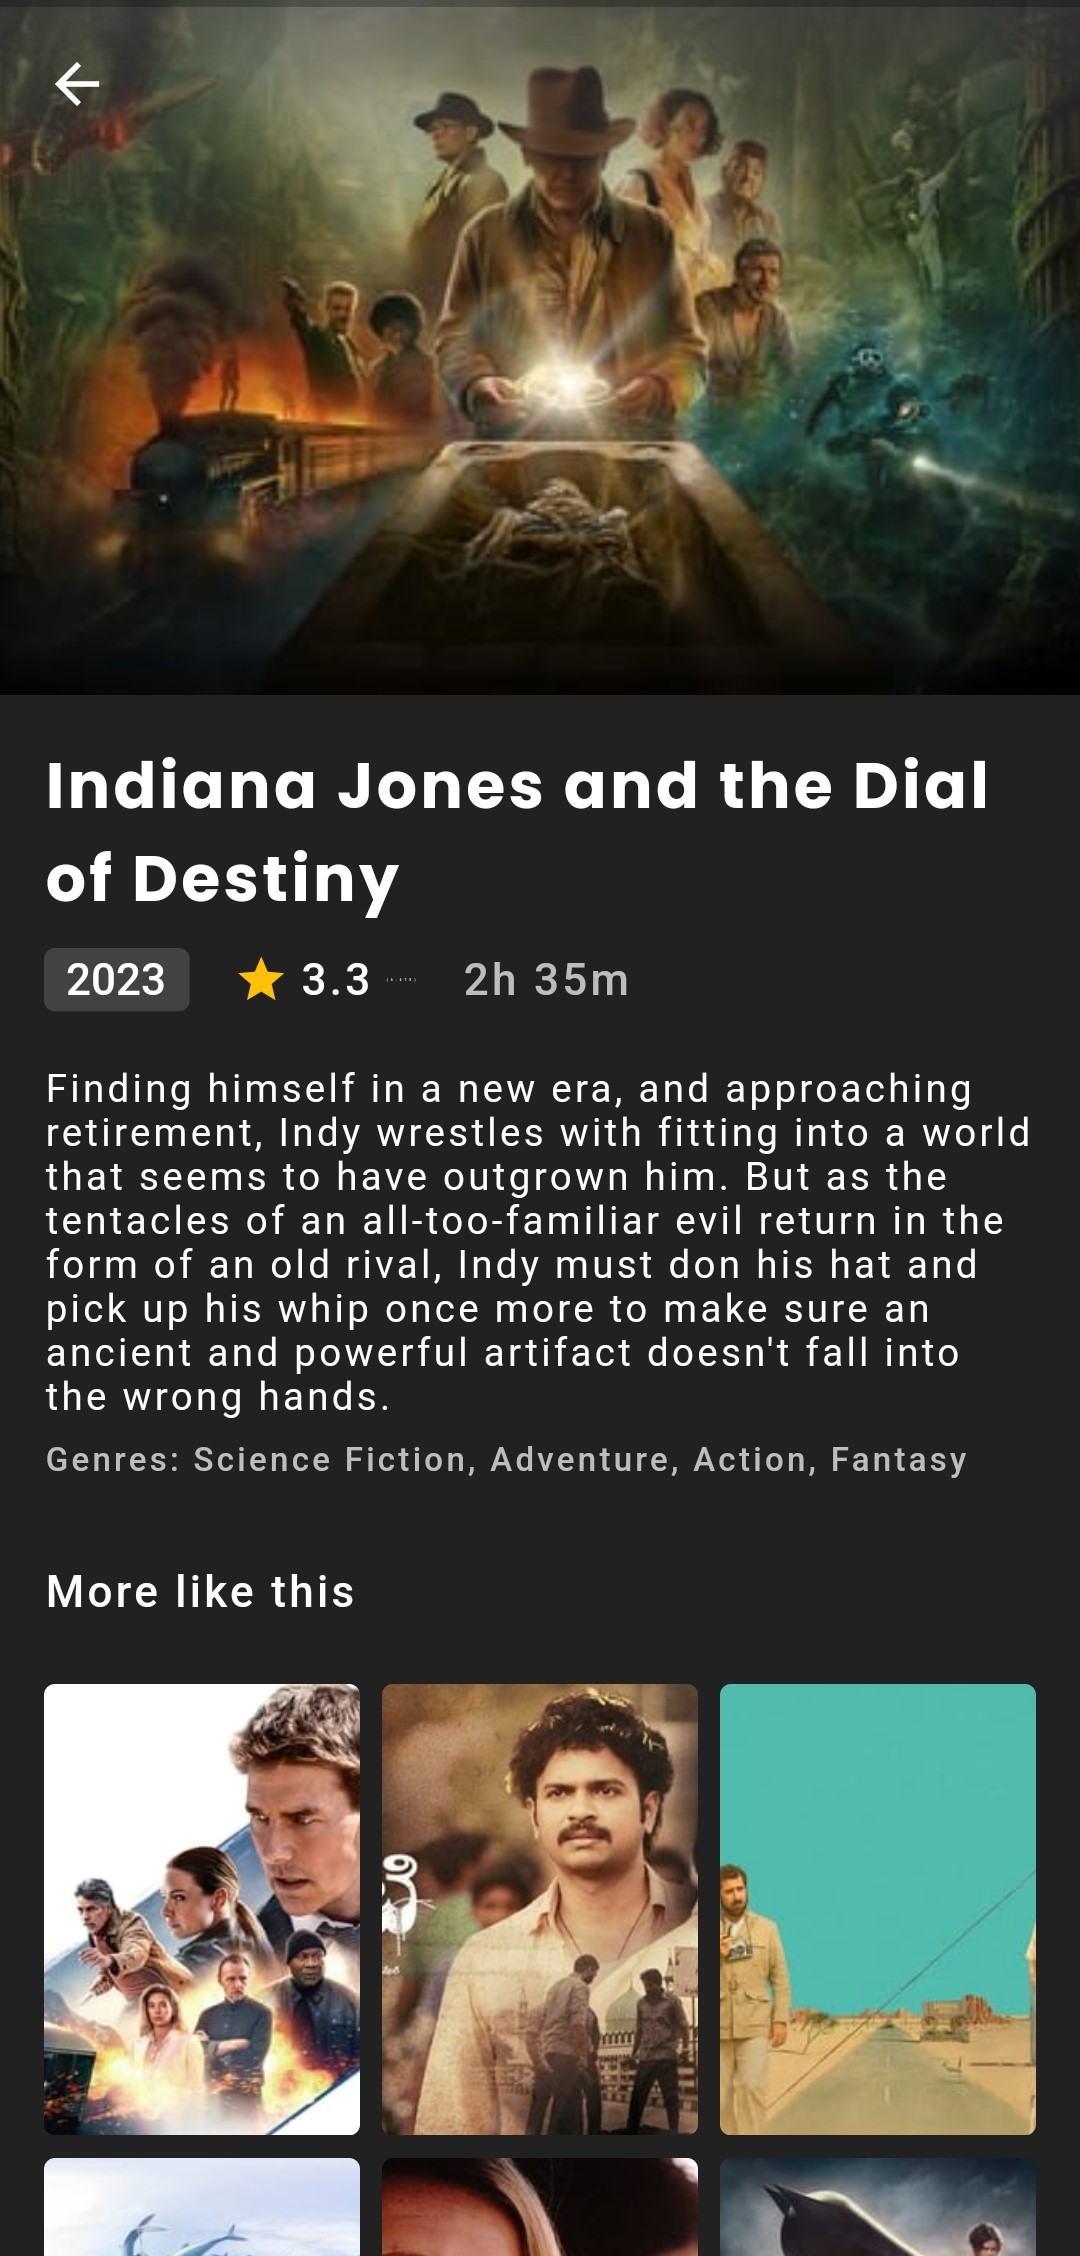 Indiana Jones and the Dial
of Destiny
2023
3.3
2h 35m
Finding himself in a new era, and approaching
retirement, Indy wrestles with fitting into a world
that seems to have outgrown him. But as the
tentacles of an all-too-familiar evil return in the
form of an old rival, Indy must don his hat and
pick up his whip once more to make sure an
ancient and powerful artifact doesn't fall into
the wrong hands.
Genres: Science Fiction, Adventure, Action, Fantasy
More like this